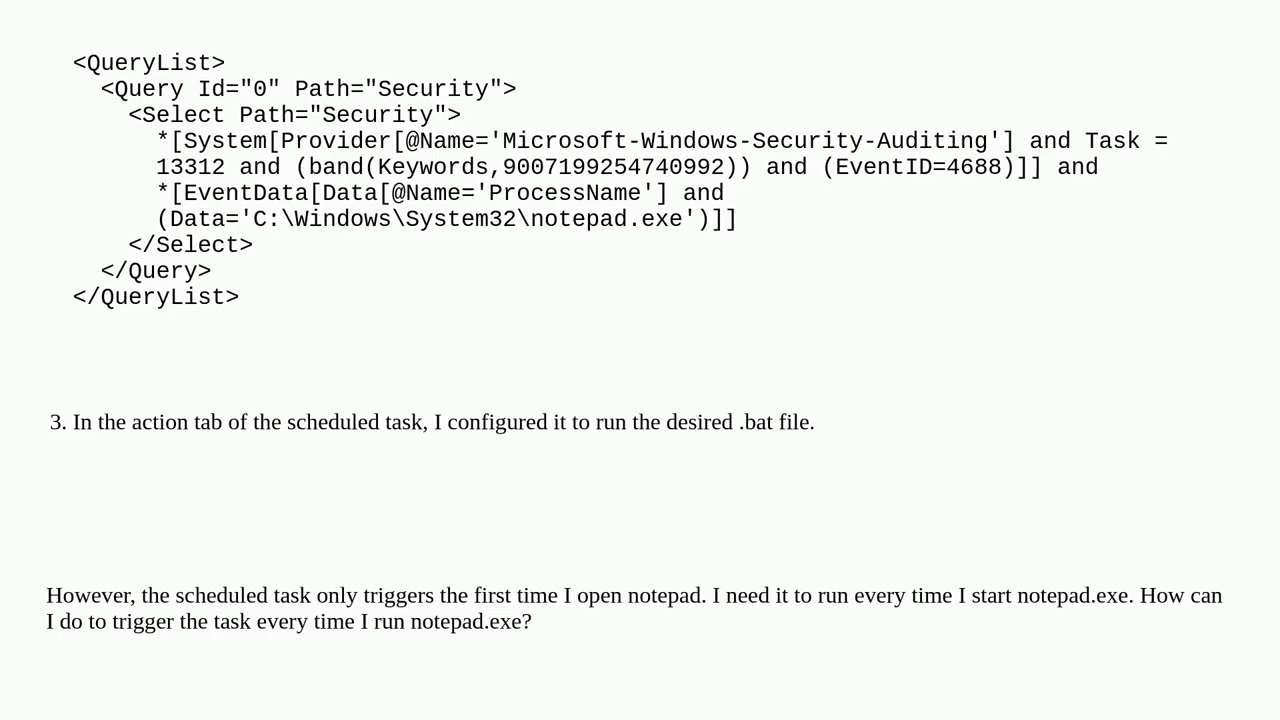 <QueryList>
  <Query Id="0" Path="Security">
    <Select Path="Security">
      *[System[Provider[@Name='Microsoft-Windows-Security-Auditing'] and Task =
      13312 and (band(Keywords,9007199254740992)) and (EventID=4688)]] and
      *[EventData[Data[@Name='ProcessName'] and
      (Data='C:\Windows\System32\notepad.exe')]]
    </Select>
  </Query>
</QueryList>
3. In the action tab of the scheduled task, I configured it to run the desired .bat file.
However, the scheduled task only triggers the first time I open notepad. I need it to run every time I start notepad.exe. How can
I do to trigger the task every time I run notepad.exe?